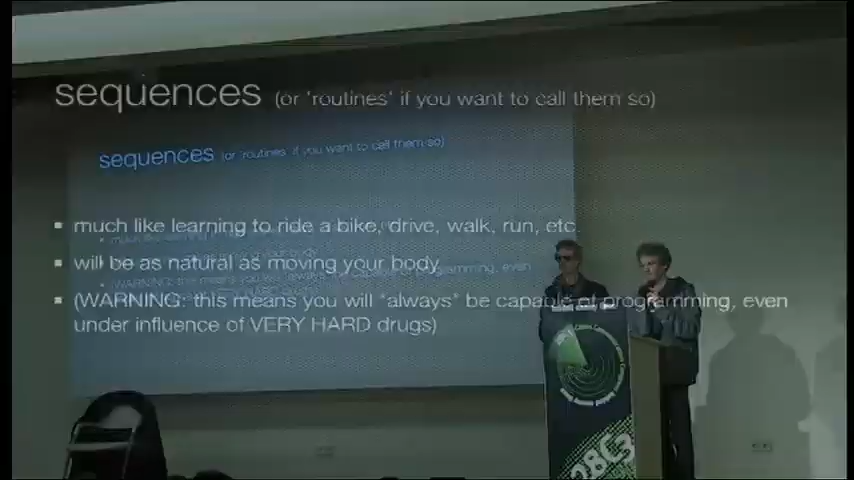 sequences (or 'routines' if you want to call them so)
sequences (or 'routines' if you want to call them so)
much like learning to ride a bike, drive, walk, run, etc.
will be as natural as moving your body
(WARNING: this means you will "always" be capable of programming, even
under influence of VERY HARD drugs)
28C3